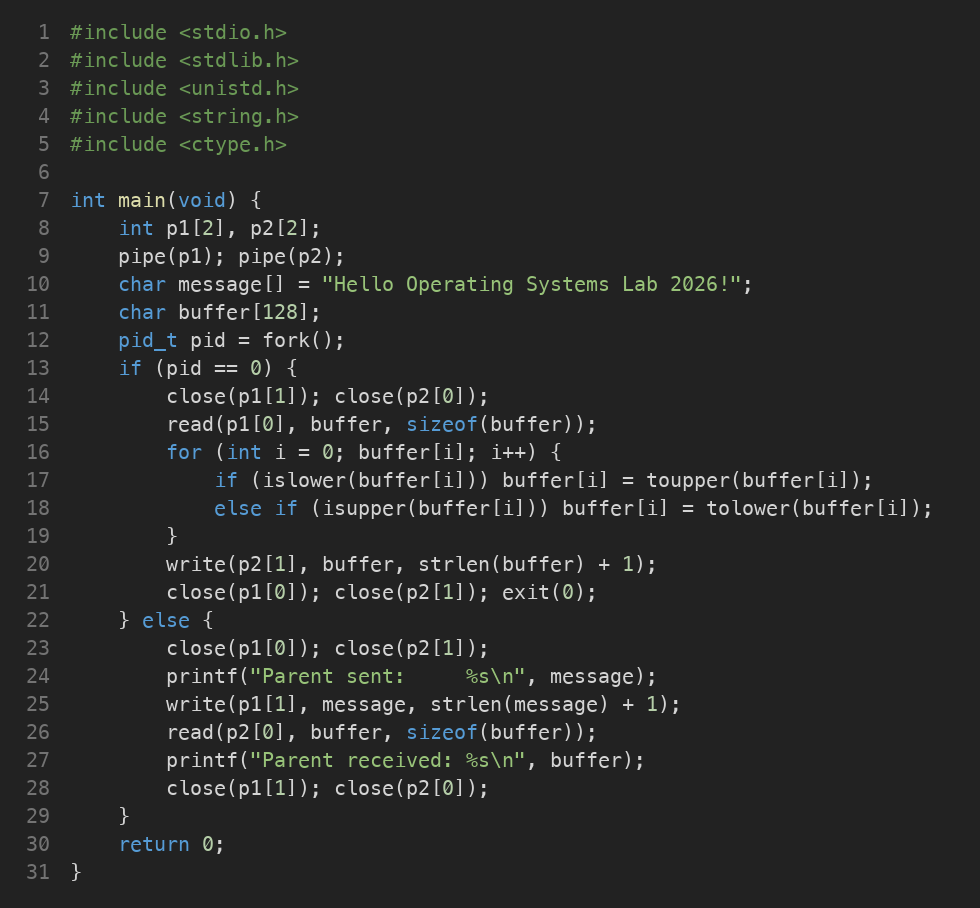 1 #include <stdio.h>
2 #include <stdlib.h>
3 #include <unistd.h>
4 #include <string.h>
5 #include <ctype.h>
6
7 int main(void) {
8     int p1[2], p2[2];
9     pipe(p1); pipe(p2);
10     char message[] = "Hello Operating Systems Lab 2026!";
11     char buffer[128];
12     pid_t pid = fork();
13     if (pid == 0) {
14         close(p1[1]); close(p2[0]);
15         read(p1[0], buffer, sizeof(buffer));
16         for (int i = 0; buffer[i]; i++) {
17             if (islower(buffer[i])) buffer[i] = toupper(buffer[i]);
18             else if (isupper(buffer[i])) buffer[i] = tolower(buffer[i]);
19         }
20         write(p2[1], buffer, strlen(buffer) + 1);
21         close(p1[0]); close(p2[1]); exit(0);
22     } else {
23         close(p1[0]); close(p2[1]);
24         printf("Parent sent:     %s\n", message);
25         write(p1[1], message, strlen(message) + 1);
26         read(p2[0], buffer, sizeof(buffer));
27         printf("Parent received: %s\n", buffer);
28         close(p1[1]); close(p2[0]);
29     }
30     return 0;
31 }